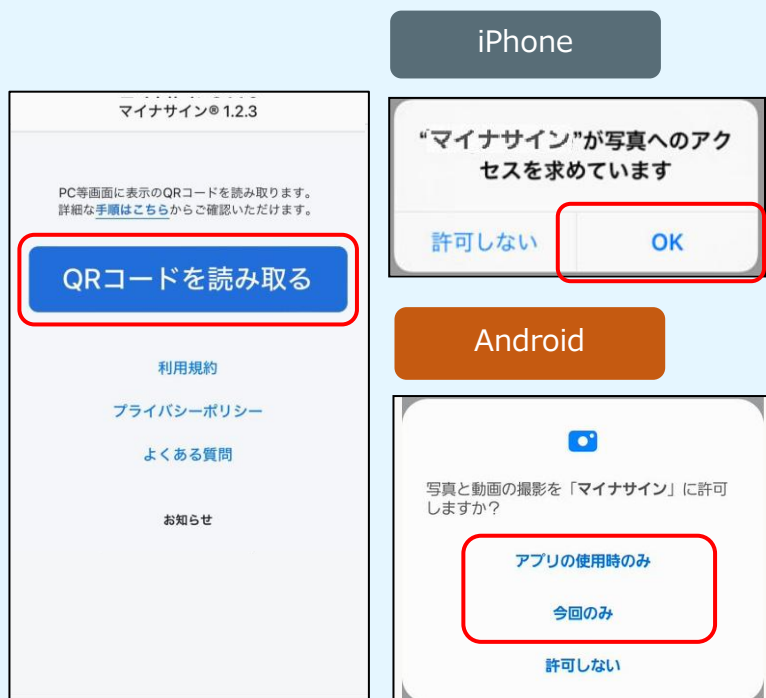 マイナサイン® 1.2.3
PC等画面に表示のQRコードを読み取ります。
詳細な手順はこちらからご確認いただけます。
QRコードを読み取る
利用規約
プライバシーポリシー
よくある質問
お知らせ
iPhone
“マイナサイン”が写真へのアク
セスを求めています
許可しない
OK
Android
写真と動画の撮影を「マイナサイン」に許可
しますか？
アプリの使用時のみ
今回のみ
許可しない